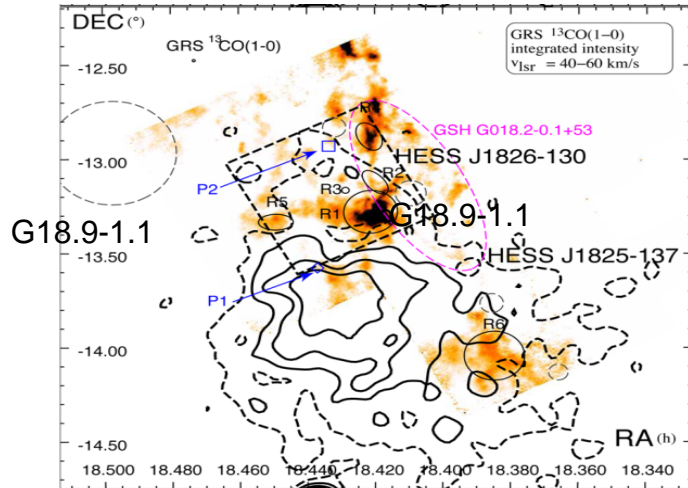 DEC (°)
GRS ¹³CO(1-0)
GRS ¹³CO(1−0)
integrated intensity
v_lsr = 40−60 km/s
-12.50
R4
GSH G018.2-0.1+53
-13.00
HESS J1826-130
P2
R3
R2
R5
R1
G18.9-1.1
G18.9-1.1
-13.50
HESS J1825-137
P1
R6
-14.00
RA (h)
-14.50
18.500 18.480 18.460 18.440 18.420 18.400 18.380 18.360 18.340